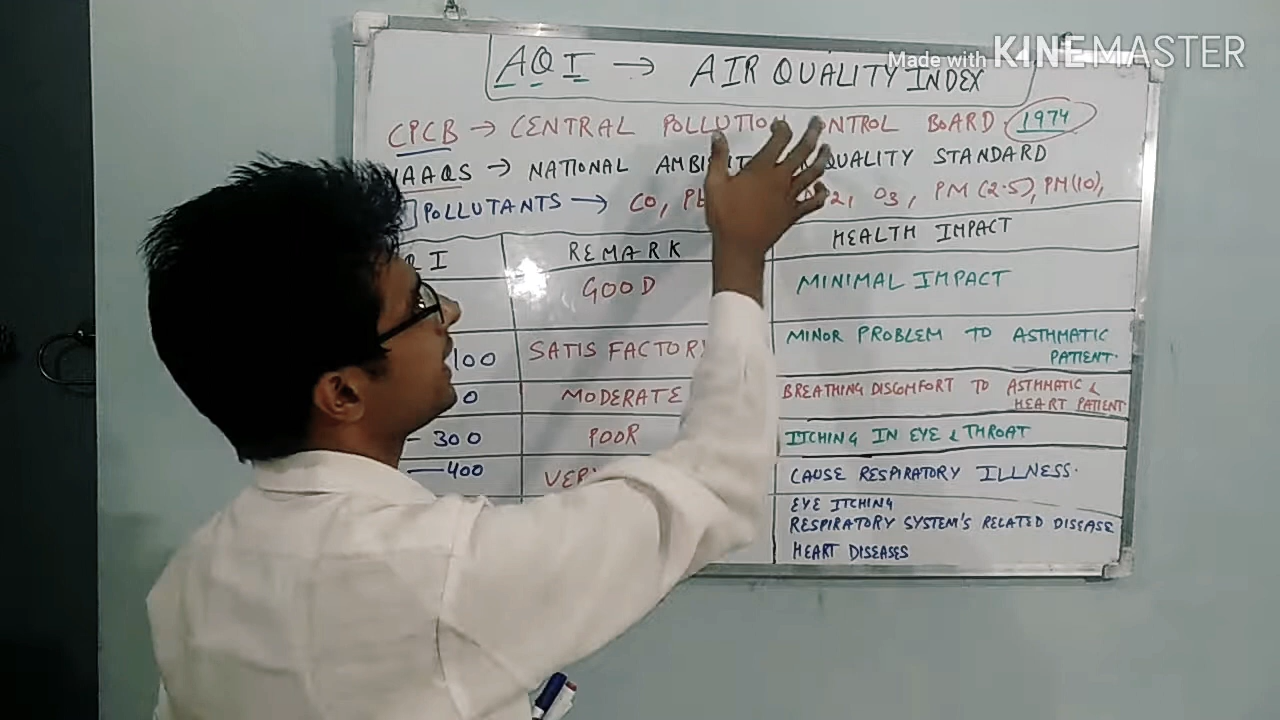 Made with KINEMASTER
AQI → AIR QUALITY INDEX
CPCB → CENTRAL POLLUTION CONTROL BOARD 1974
NAAQS → NATIONAL QUALITY STANDARD
POLLUTANTS → CO, O3, PM (2.5), PM(10),
REMARK HEALTH IMPACT
GOOD MINIMAL IMPACT
100 SATISFACTORY MINOR PROBLEM TO ASTHMATIC
PATIENT.
0 MODERATE BREATHING DISCOMFORT TO ASTHMATIC &
HEART PATIENT
- 300 POOR ITCHING IN EYE & THROAT
—400 VERY CAUSE RESPIRATORY ILLNESS.
EYE ITCHING
RESPIRATORY SYSTEM'S RELATED DISEASE
HEART DISEASES